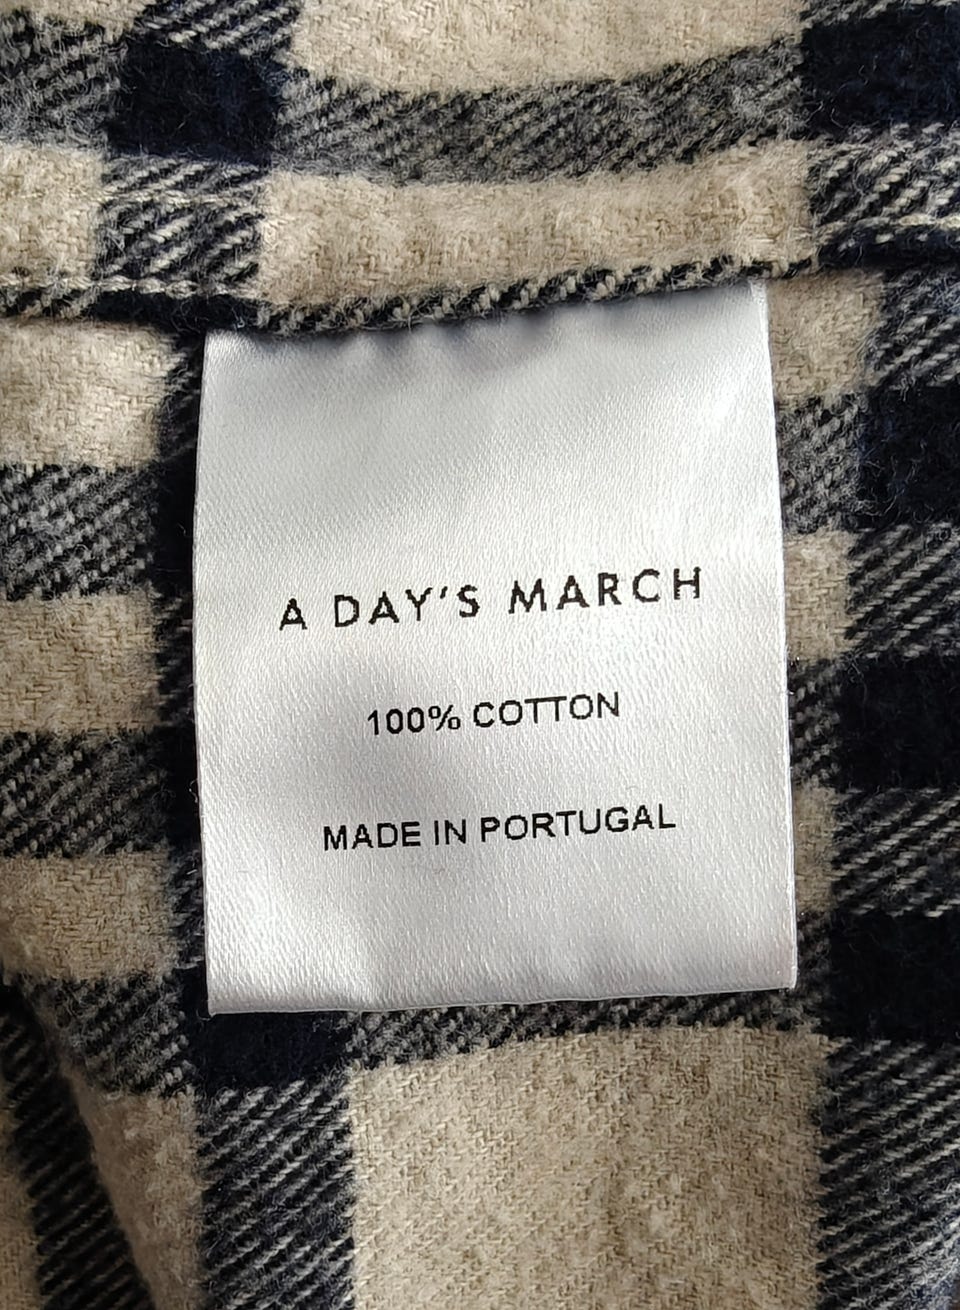 A DAY'S MARCH
100% COTTON
MADE IN PORTUGAL